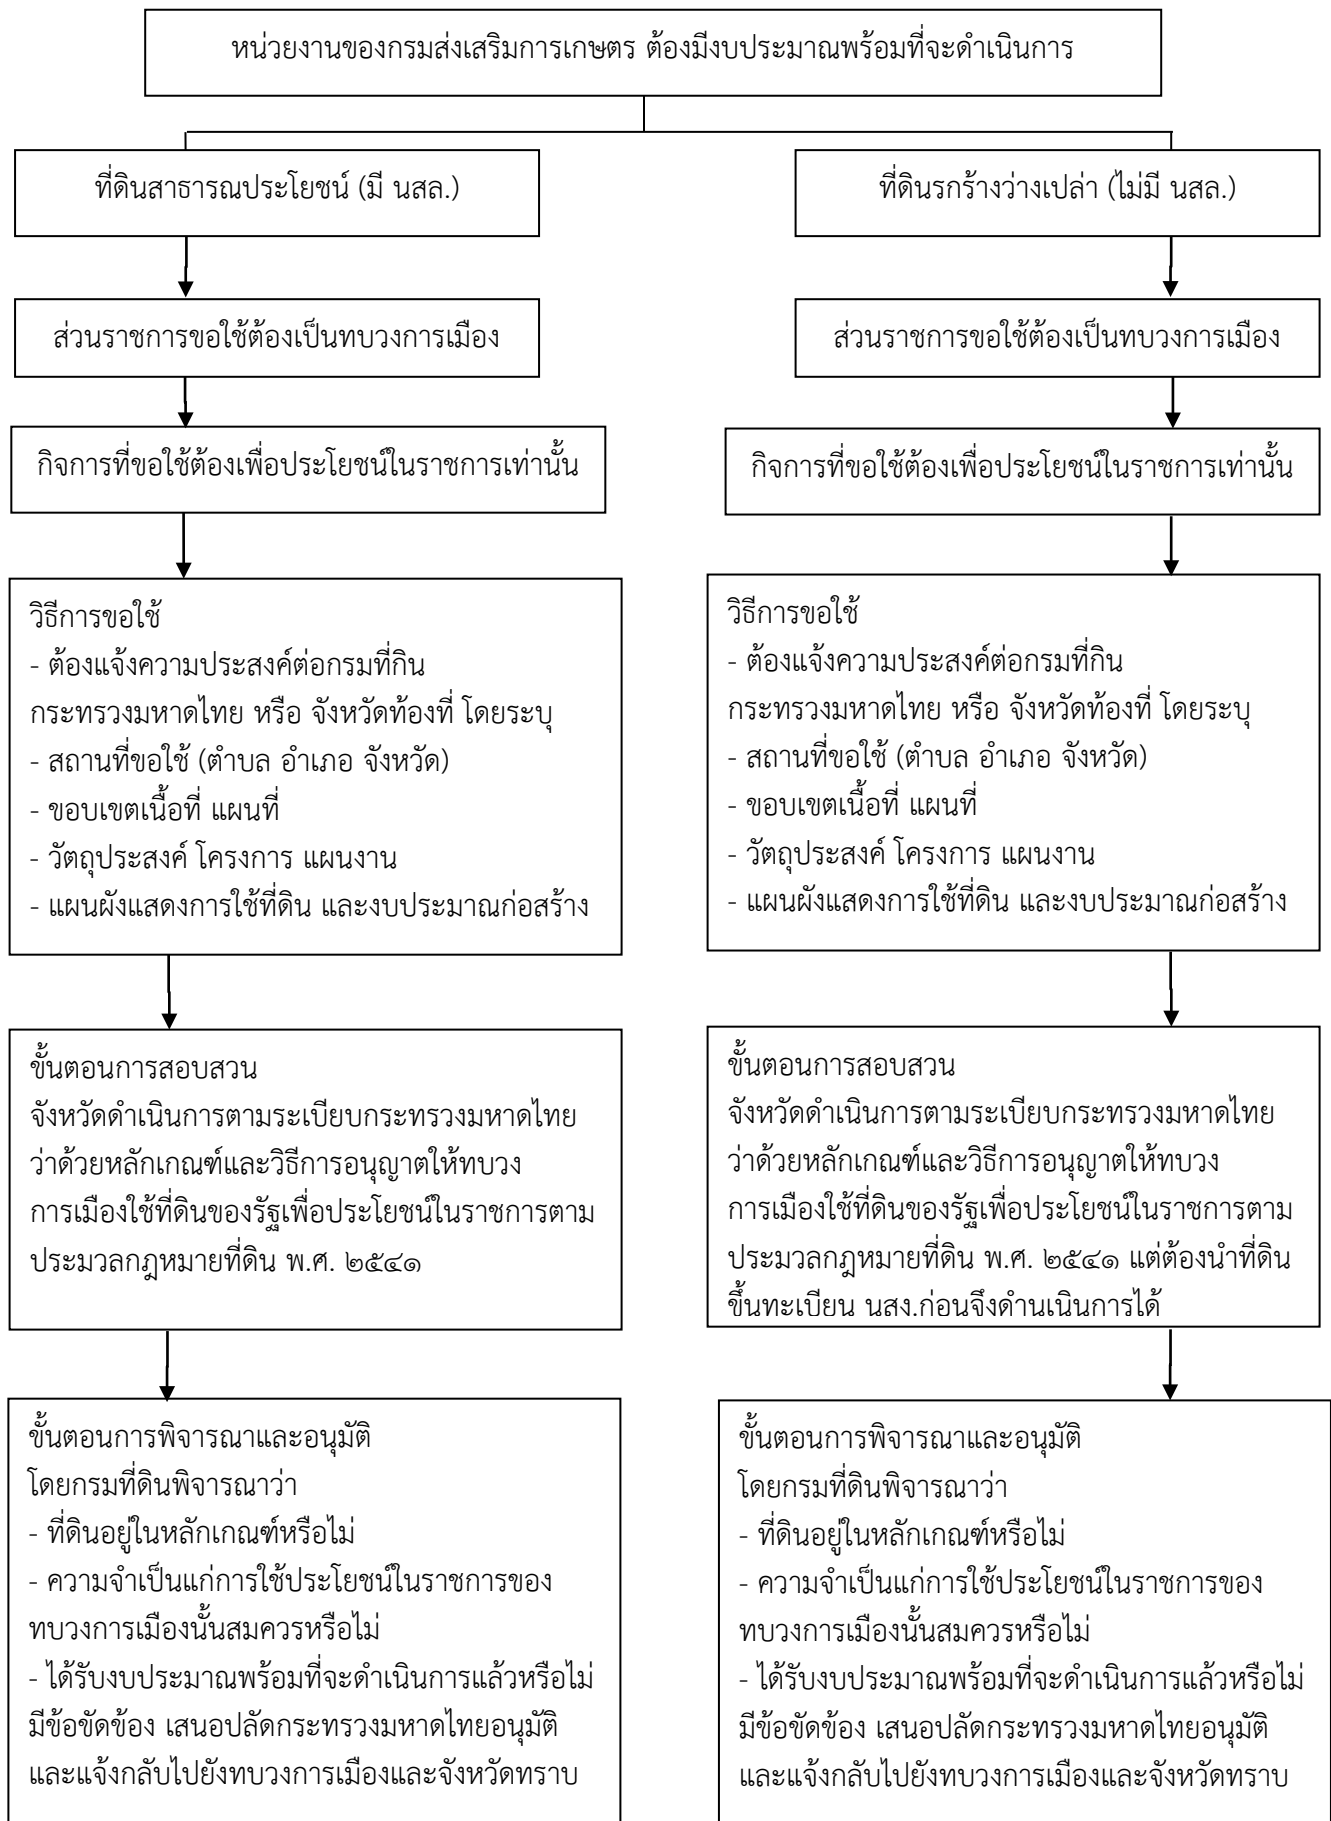 หน่วยงานของกรมส่งเสริมการเกษตร ต้องมีงบประมาณพร้อมที่จะดำเนินการ
ที่ดินสาธารณประโยชน์ (มี นสล.)
ส่วนราชการขอใช้ต้องเป็นทบวงการเมือง
กิจการที่ขอใช้ต้องเพื่อประโยชน์ในราชการเท่านั้น
วิธีการขอใช้
- ต้องแจ้งความประสงค์ต่อกรมที่กิน
กระทรวงมหาดไทย หรือ จังหวัดท้องที่ โดยระบุ
- สถานที่ขอใช้ (ตำบล อำเภอ จังหวัด)
- ขอบเขตเนื้อที่ แผนที่
- วัตถุประสงค์ โครงการ แผนงาน
- แผนผังแสดงการใช้ที่ดิน และงบประมาณก่อสร้าง
ขั้นตอนการสอบสวน
จังหวัดดำเนินการตามระเบียบกระทรวงมหาดไทย
ว่าด้วยหลักเกณฑ์และวิธีการอนุญาตให้ทบวง
การเมืองใช้ที่ดินของรัฐเพื่อประโยชน์ในราชการตาม
ประมวลกฎหมายที่ดิน พ.ศ. ๒๕๔๑
ขั้นตอนการพิจารณาและอนุมัติ
โดยกรมที่ดินพิจารณาว่า
- ที่ดินอยู่ในหลักเกณฑ์หรือไม่
- ความจำเป็นแก่การใช้ประโยชน์ในราชการของ
ทบวงการเมืองนั้นสมควรหรือไม่
- ได้รับงบประมาณพร้อมที่จะดำเนินการแล้วหรือไม่
มีข้อขัดข้อง เสนอปลัดกระทรวงมหาดไทยอนุมัติ
และแจ้งกลับไปยังทบวงการเมืองและจังหวัดทราบ
ที่ดินรกร้างว่างเปล่า (ไม่มี นสล.)
ส่วนราชการขอใช้ต้องเป็นทบวงการเมือง
กิจการที่ขอใช้ต้องเพื่อประโยชน์ในราชการเท่านั้น
วิธีการขอใช้
- ต้องแจ้งความประสงค์ต่อกรมที่กิน
กระทรวงมหาดไทย หรือ จังหวัดท้องที่ โดยระบุ
- สถานที่ขอใช้ (ตำบล อำเภอ จังหวัด)
- ขอบเขตเนื้อที่ แผนที่
- วัตถุประสงค์ โครงการ แผนงาน
- แผนผังแสดงการใช้ที่ดิน และงบประมาณก่อสร้าง
ขั้นตอนการสอบสวน
จังหวัดดำเนินการตามระเบียบกระทรวงมหาดไทย
ว่าด้วยหลักเกณฑ์และวิธีการอนุญาตให้ทบวง
การเมืองใช้ที่ดินของรัฐเพื่อประโยชน์ในราชการตาม
ประมวลกฎหมายที่ดิน พ.ศ. ๒๕๔๑ แต่ต้องนำที่ดิน
ขึ้นทะเบียน นสง.ก่อนจึงดำนเนินการได้
ขั้นตอนการพิจารณาและอนุมัติ
โดยกรมที่ดินพิจารณาว่า
- ที่ดินอยู่ในหลักเกณฑ์หรือไม่
- ความจำเป็นแก่การใช้ประโยชน์ในราชการของ
ทบวงการเมืองนั้นสมควรหรือไม่
- ได้รับงบประมาณพร้อมที่จะดำเนินการแล้วหรือไม่
มีข้อขัดข้อง เสนอปลัดกระทรวงมหาดไทยอนุมัติ
และแจ้งกลับไปยังทบวงการเมืองและจังหวัดทราบ